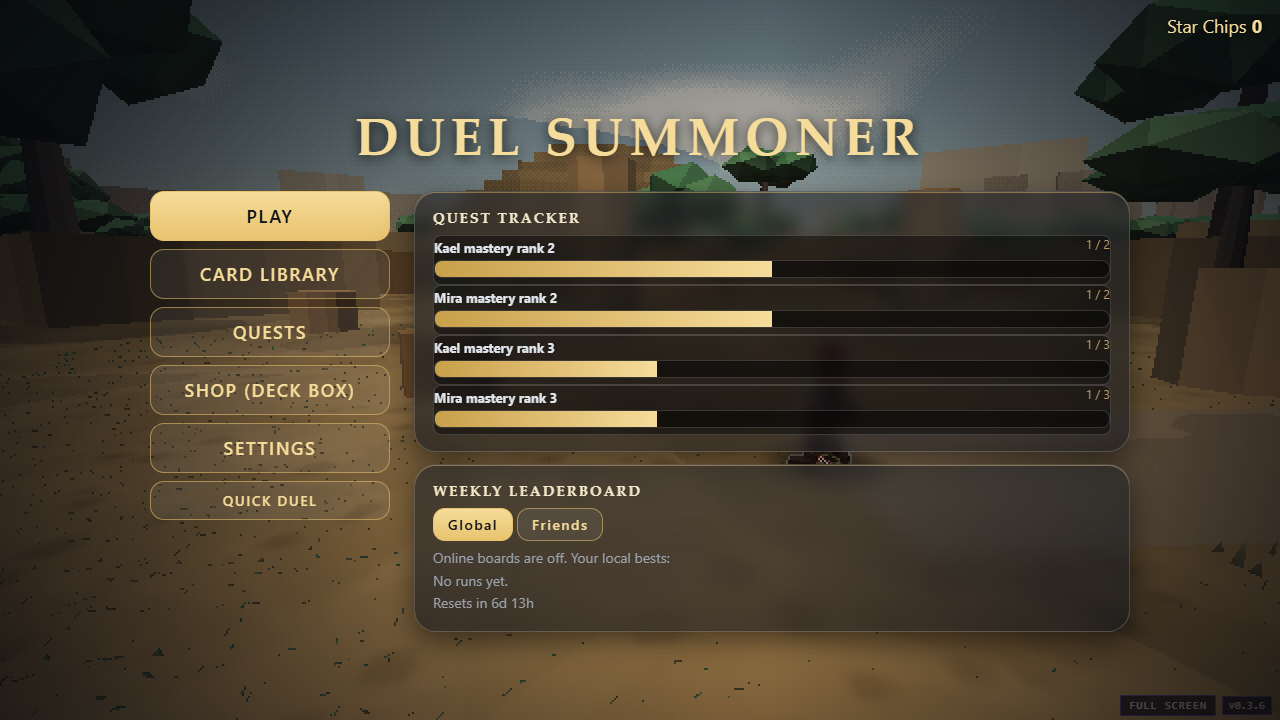 Star Chips 0
DUEL SUMMONER
PLAY
CARD LIBRARY
QUESTS
SHOP (DECK BOX)
SETTINGS
QUICK DUEL
QUEST TRACKER
Kael mastery rank 2
1 / 2
Mira mastery rank 2
1 / 2
Kael mastery rank 3
1 / 3
Mira mastery rank 3
1 / 3
WEEKLY LEADERBOARD
Global Friends
Online boards are off. Your local bests:
No runs yet.
Resets in 6d 13h
FULL SCREEN v0.3.6